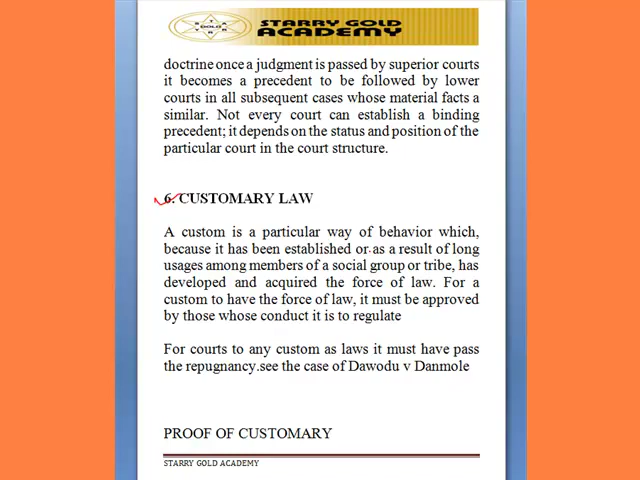 STARRY GOLD
ACADEMY
doctrine once a judgment is passed by superior courts
it becomes a precedent to be followed by lower
courts in all subsequent cases whose material facts a
similar. Not every court can establish a binding
precedent; it depends on the status and position of the
particular court in the court structure.
6. CUSTOMARY LAW
A custom is a particular way of behavior which,
because it has been established or as a result of long
usages among members of a social group or tribe, has
developed and acquired the force of law. For a
custom to have the force of law, it must be approved
by those whose conduct it is to regulate
For courts to any custom as laws it must have pass
the repugnancy.see the case of Dawodu v Danmole
PROOF OF CUSTOMARY
STARRY GOLD ACADEMY